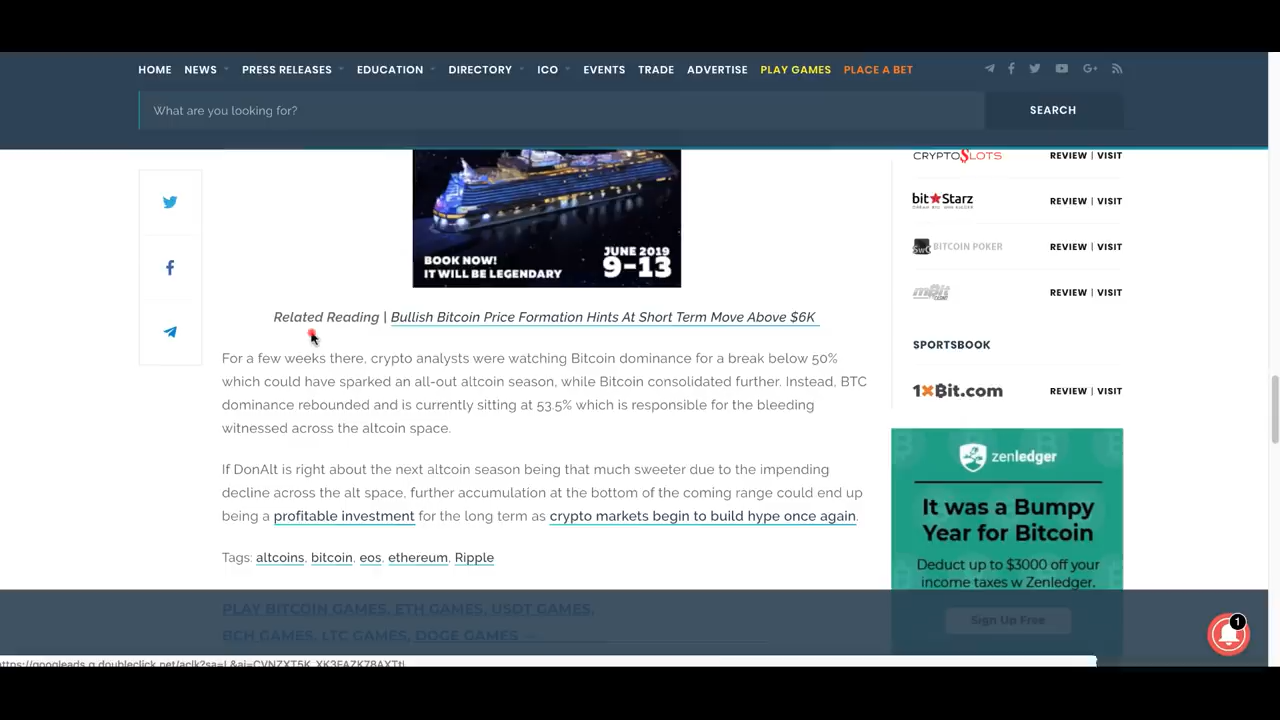 HOME NEWS PRESS RELEASES EDUCATION DIRECTORY ICO EVENTS TRADE ADVERTISE PLAY GAMES PLACE A BET
What are you looking for?
SEARCH
BOOK NOW!
IT WILL BE LEGENDARY
JUNE 2019
9-13
Related Reading | Bullish Bitcoin Price Formation Hints At Short Term Move Above $6K
For a few weeks there, crypto analysts were watching Bitcoin dominance for a break below 50%
which could have sparked an all-out altcoin season, while Bitcoin consolidated further. Instead, BTC
dominance rebounded and is currently sitting at 53.5% which is responsible for the bleeding
witnessed across the altcoin space.
If DonAlt is right about the next altcoin season being that much sweeter due to the impending
decline across the alt space, further accumulation at the bottom of the coming range could end up
being a profitable investment for the long term as crypto markets begin to build hype once again.
Tags: altcoins, bitcoin, eos, ethereum, Ripple
PLAY BITCOIN GAMES, ETH GAMES, USDT GAMES,
BCH GAMES, LTC GAMES, DOGE GAMES
CRYPTOSLOTS REVIEW | VISIT
bitStarz REVIEW | VISIT
BITCOIN POKER REVIEW | VISIT
mBit REVIEW | VISIT
SPORTSBOOK
1XBit.com REVIEW | VISIT
zenledger
It was a Bumpy
Year for Bitcoin
Deduct up to $3000 off your
income taxes w Zenledger.
Sign Up Free
1